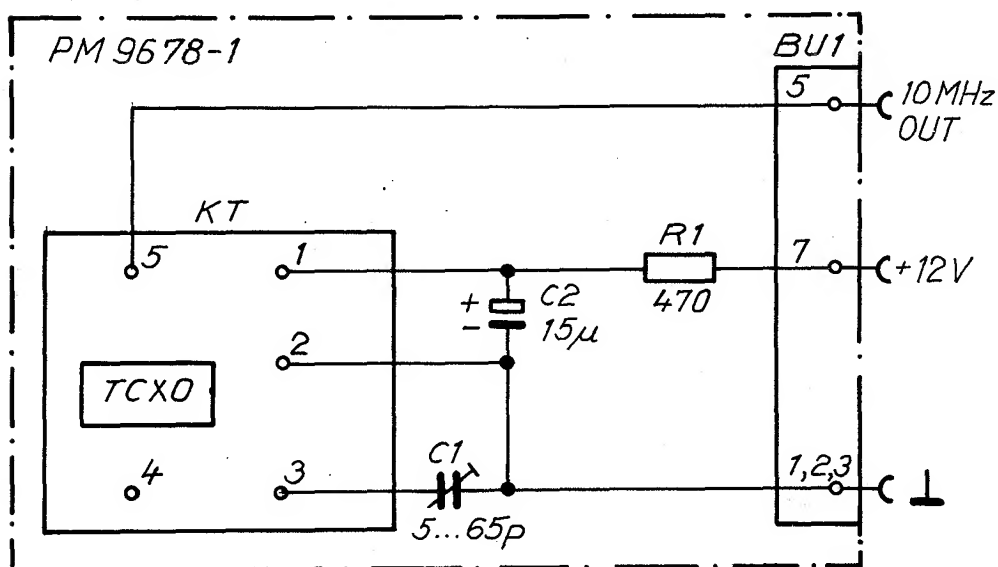 PM 9678-1
BU1
5
10 MHz
OUT
KT
5
1
R1
7
+12V
+
C2
470
-
15µ
2
TCXO
4
3
C1
1,2,3
5...65p